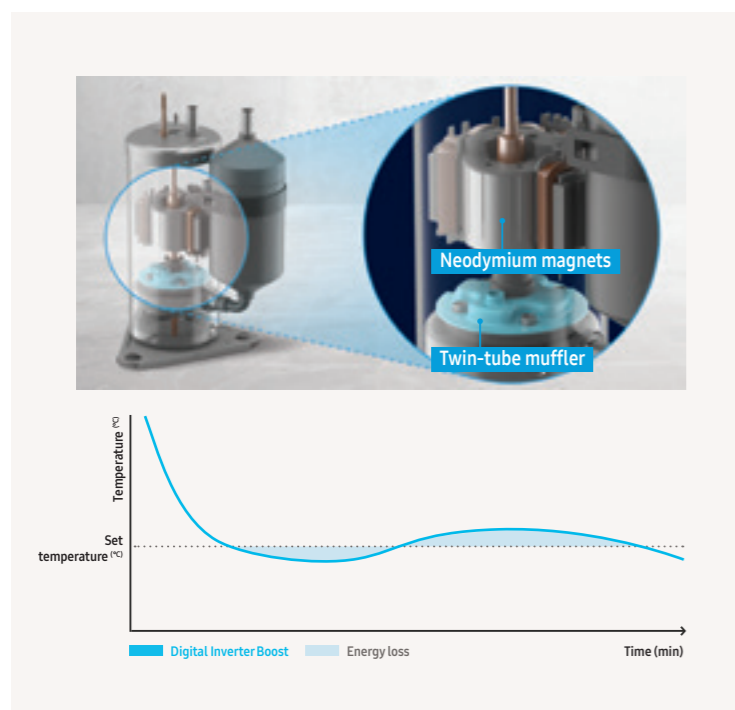 Neodymium magnets
Twin-tube muffler
Temperature (℃)
Set
temperature (℃)
Digital Inverter Boost
Energy loss
Time (min)